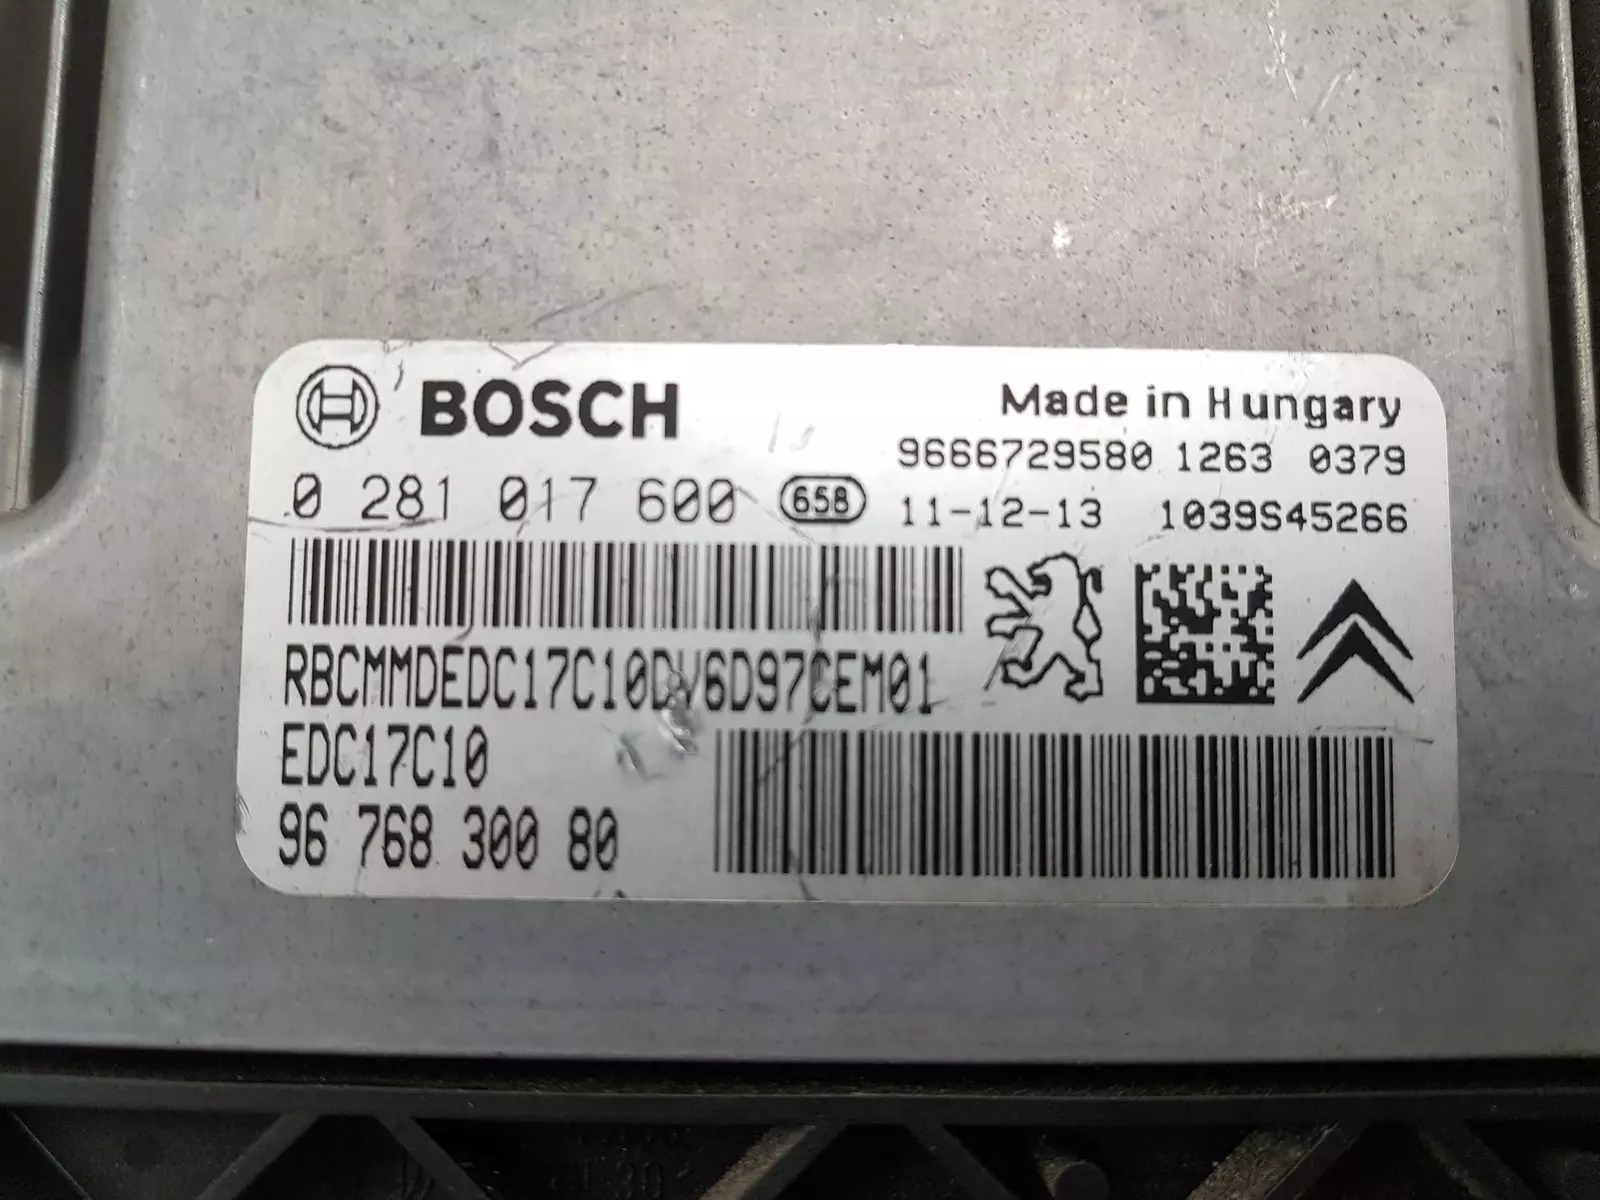 BOSCH
Made in Hungary
9666729580 1263 0379
0 281 017 600 658
11-12-13 1039S45266
RBCMMDEDC17C10DV6D97CEM01
EDC17C10
96 768 300 80